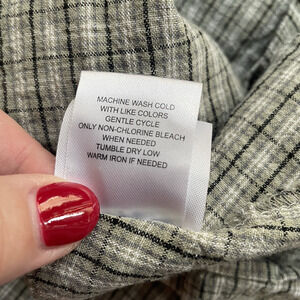 MACHINE WASH COLD
WITH LIKE COLORS
GENTLE CYCLE
ONLY NON-CHLORINE BLEACH
WHEN NEEDED
TUMBLE DRY LOW
WARM IRON IF NEEDED